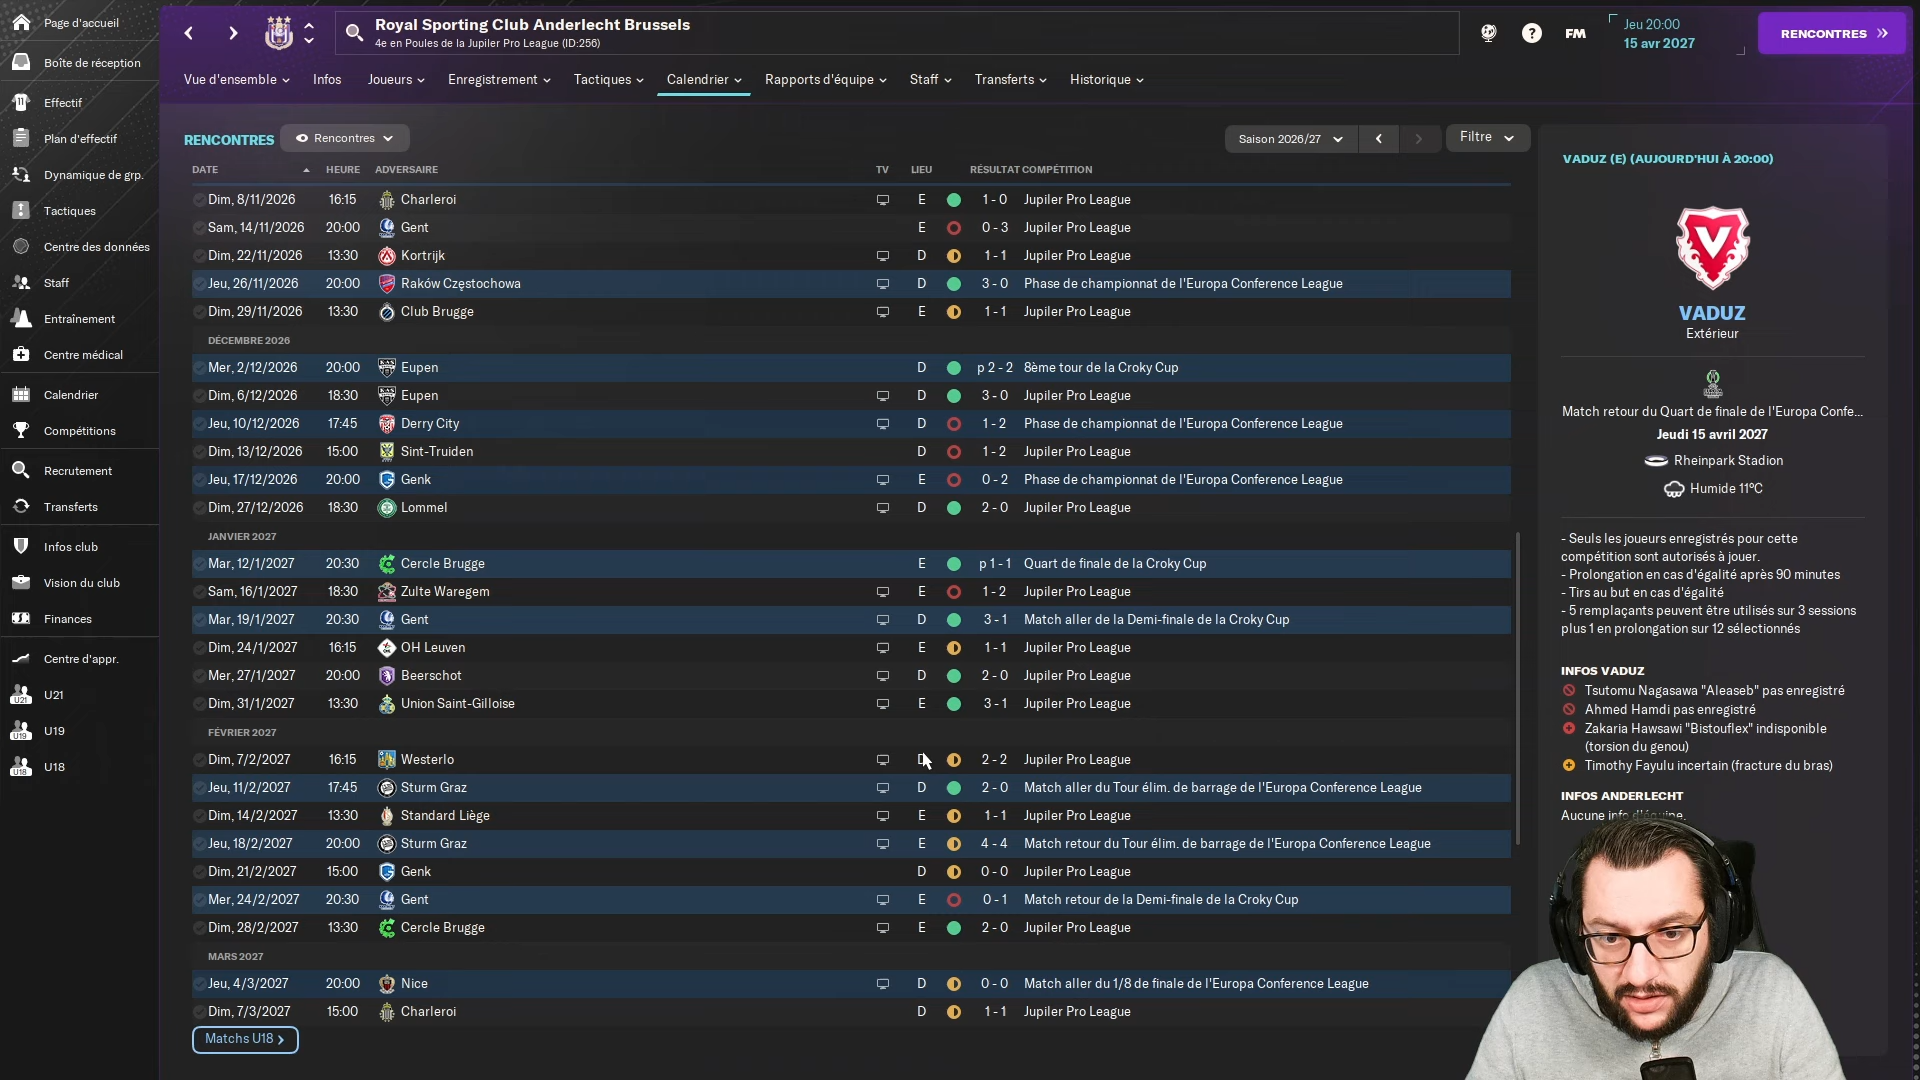 Page d'accueil
Boîte de réception
Effectif
Plan d'effectif
Dynamique de grp.
Tactiques
Centre des données
Staff
Entraînement
Centre médical
Calendrier
Compétitions
Recrutement
Transferts
Infos club
Vision du club
Finances
Centre d'appr.
U21
U19
U18
Royal Sporting Club Anderlecht Brussels
4e en Poules de la Jupiler Pro League (ID:256)
FM
Jeu 20:00
15 avr 2027
RENCONTRES
Vue d'ensemble Infos Joueurs Enregistrement Tactiques Calendrier Rapports d'équipe Staff Transferts Historique
RENCONTRES Rencontres Saison 2026/27 Filtre
DATE HEURE ADVERSAIRE TV LIEU RÉSULTAT COMPÉTITION
Dim, 8/11/2026 16:15 Charleroi E 1 - 0 Jupiler Pro League
Sam, 14/11/2026 20:00 Gent E 0 - 3 Jupiler Pro League
Dim, 22/11/2026 13:30 Kortrijk D 1 - 1 Jupiler Pro League
Jeu, 26/11/2026 20:00 Raków Częstochowa D 3 - 0 Phase de championnat de l'Europa Conference League
Dim, 29/11/2026 13:30 Club Brugge E 1 - 1 Jupiler Pro League
DÉCEMBRE 2026
Mer, 2/12/2026 20:00 Eupen D p 2 - 2 8ème tour de la Croky Cup
Dim, 6/12/2026 18:30 Eupen D 3 - 0 Jupiler Pro League
Jeu, 10/12/2026 17:45 Derry City D 1 - 2 Phase de championnat de l'Europa Conference League
Dim, 13/12/2026 15:00 Sint-Truiden D 1 - 2 Jupiler Pro League
Jeu, 17/12/2026 20:00 Genk E 0 - 2 Phase de championnat de l'Europa Conference League
Dim, 27/12/2026 18:30 Lommel D 2 - 0 Jupiler Pro League
JANVIER 2027
Mar, 12/1/2027 20:30 Cercle Brugge E p 1 - 1 Quart de finale de la Croky Cup
Sam, 16/1/2027 18:30 Zulte Waregem E 1 - 2 Jupiler Pro League
Mar, 19/1/2027 20:30 Gent D 3 - 1 Match aller de la Demi-finale de la Croky Cup
Dim, 24/1/2027 16:15 OH Leuven E 1 - 1 Jupiler Pro League
Mer, 27/1/2027 20:00 Beerschot D 2 - 0 Jupiler Pro League
Dim, 31/1/2027 13:30 Union Saint-Gilloise E 3 - 1 Jupiler Pro League
FÉVRIER 2027
Dim, 7/2/2027 16:15 Westerlo 2 - 2 Jupiler Pro League
Jeu, 11/2/2027 17:45 Sturm Graz D 2 - 0 Match aller du Tour élim. de barrage de l'Europa Conference League
Dim, 14/2/2027 13:30 Standard Liège E 1 - 1 Jupiler Pro League
Jeu, 18/2/2027 20:00 Sturm Graz E 4 - 4 Match retour du Tour élim. de barrage de l'Europa Conference League
Dim, 21/2/2027 15:00 Genk D 0 - 0 Jupiler Pro League
Mer, 24/2/2027 20:30 Gent E 0 - 1 Match retour de la Demi-finale de la Croky Cup
Dim, 28/2/2027 13:30 Cercle Brugge E 2 - 0 Jupiler Pro League
MARS 2027
Jeu, 4/3/2027 20:00 Nice D 0 - 0 Match aller du 1/8 de finale de l'Europa Conference League
Dim, 7/3/2027 15:00 Charleroi D 1 - 1 Jupiler Pro League
Matchs U18
VADUZ (E) (AUJOURD'HUI À 20:00)
VADUZ
Extérieur
Match retour du Quart de finale de l'Europa Confe...
Jeudi 15 avril 2027
Rheinpark Stadion
Humide 11°C
- Seuls les joueurs enregistrés pour cette
compétition sont autorisés à jouer.
- Prolongation en cas d'égalité après 90 minutes
- Tirs au but en cas d'égalité
- 5 remplaçants peuvent être utilisés sur 3 sessions
plus 1 en prolongation sur 12 sélectionnés
INFOS VADUZ
Tsutomu Nagasawa "Aleaseb" pas enregistré
Ahmed Hamdi pas enregistré
Zakaria Hawsawi "Bistouflex" indisponible
(torsion du genou)
Timothy Fayulu incertain (fracture du bras)
INFOS ANDERLECHT
Aucune info d'équipe.